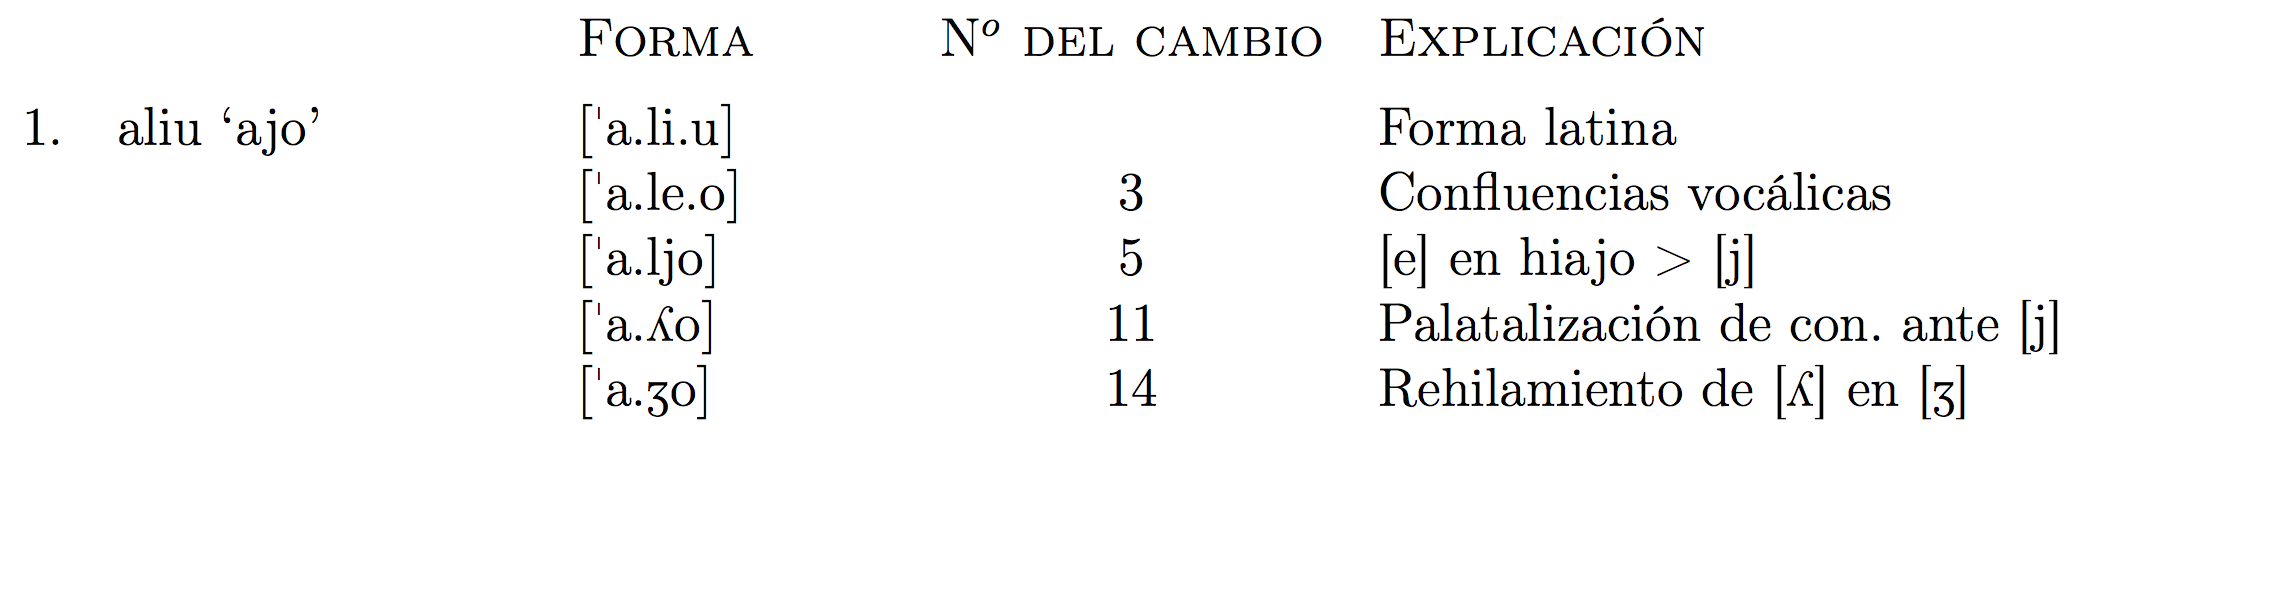 Forma Nº del cambio Explicación
1. aliu ‘ajo’ [ˈa.li.u] Forma latina
[ˈa.le.o] 3 Confluencias vocálicas
[ˈa.ljo] 5 [e] en hiajo > [j]
[ˈa.ʎo] 11 Palatalización de con. ante [j]
[ˈa.ʒo] 14 Rehilamiento de [ʎ] en [ʒ]